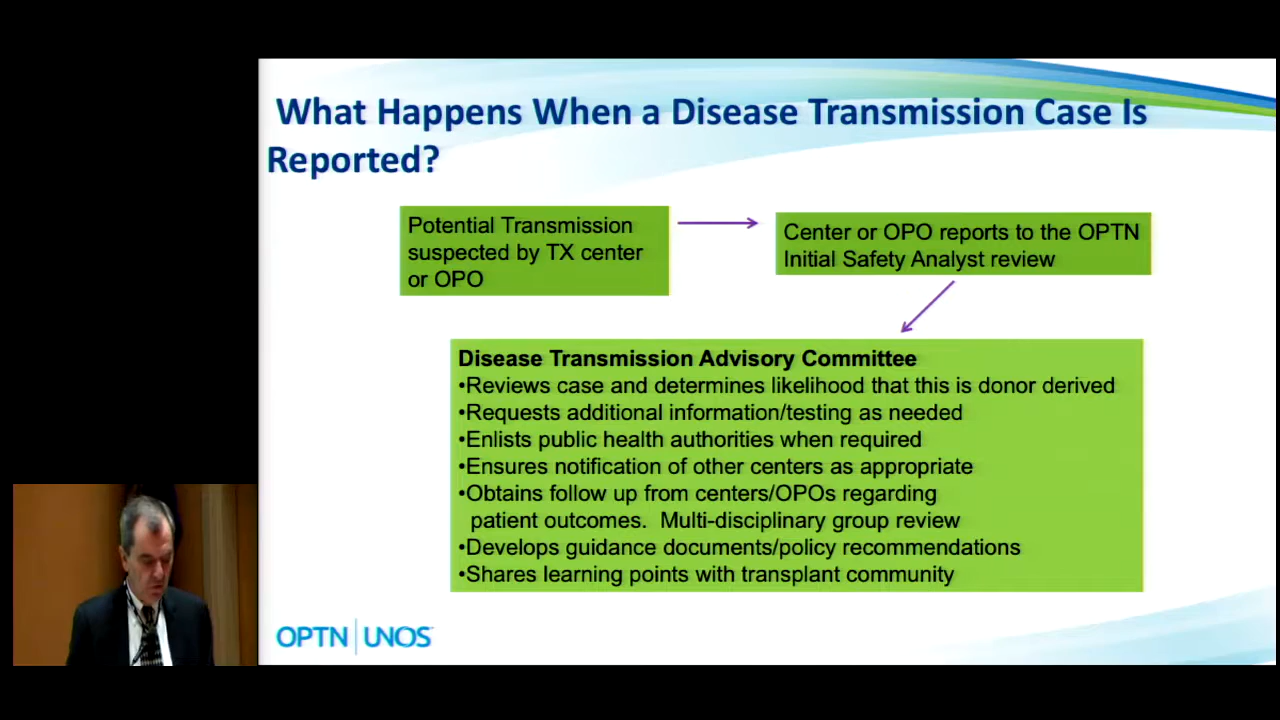 What Happens When a Disease Transmission Case Is
Reported?
Potential Transmission
suspected by TX center
or OPO
Center or OPO reports to the OPTN
Initial Safety Analyst review
Disease Transmission Advisory Committee
•Reviews case and determines likelihood that this is donor derived
•Requests additional information/testing as needed
•Enlists public health authorities when required
•Ensures notification of other centers as appropriate
•Obtains follow up from centers/OPOs regarding
patient outcomes.  Multi-disciplinary group review
•Develops guidance documents/policy recommendations
•Shares learning points with transplant community
OPTN | UNOS